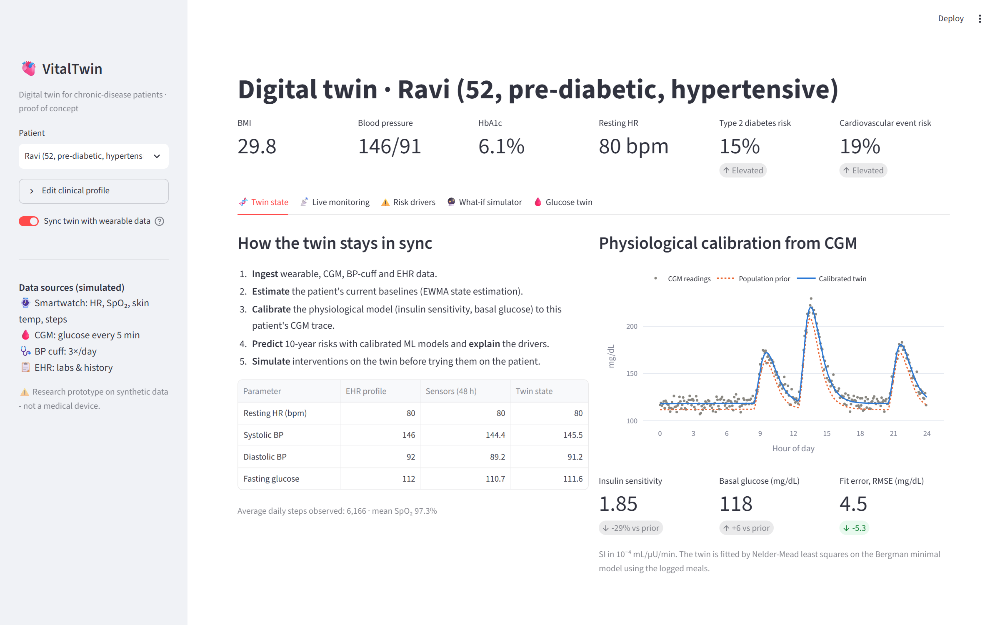 Deploy
VitalTwin
Digital twin for chronic-disease patients ·
proof of concept
Patient
Ravi (52, pre-diabetic, hypertensi
Edit clinical profile
Sync twin with wearable data
Data sources (simulated)
Smartwatch: HR, SpO₂, skin
temp, steps
CGM: glucose every 5 min
BP cuff: 3×/day
EHR: labs & history
Research prototype on synthetic data
- not a medical device.
Digital twin · Ravi (52, pre-diabetic, hypertensive)
BMI
29.8
Blood pressure
146/91
HbA1c
6.1%
Resting HR
80 bpm
Type 2 diabetes risk
15%
↑ Elevated
Cardiovascular event risk
19%
↑ Elevated
Twin state Live monitoring Risk drivers What-if simulator Glucose twin
How the twin stays in sync
1. Ingest wearable, CGM, BP-cuff and EHR data.
2. Estimate the patient's current baselines (EWMA state estimation).
3. Calibrate the physiological model (insulin sensitivity, basal glucose) to this
patient's CGM trace.
4. Predict 10-year risks with calibrated ML models and explain the drivers.
5. Simulate interventions on the twin before trying them on the patient.
Parameter EHR profile Sensors (48 h) Twin state
Resting HR (bpm) 80 80 80
Systolic BP 146 144.4 145.5
Diastolic BP 92 89.2 91.2
Fasting glucose 112 110.7 111.6
Average daily steps observed: 6,166 · mean SpO₂ 97.3%
Physiological calibration from CGM
CGM readings Population prior Calibrated twin
mg/dL
200
150
100
0 3 6 9 12 15 18 21 24
Hour of day
Insulin sensitivity
1.85
↓ -29% vs prior
Basal glucose (mg/dL)
118
↑ +6 vs prior
Fit error, RMSE (mg/dL)
4.5
↓ -5.3
SI in 10⁻⁴ mL/µU/min. The twin is fitted by Nelder-Mead least squares on the Bergman minimal
model using the logged meals.